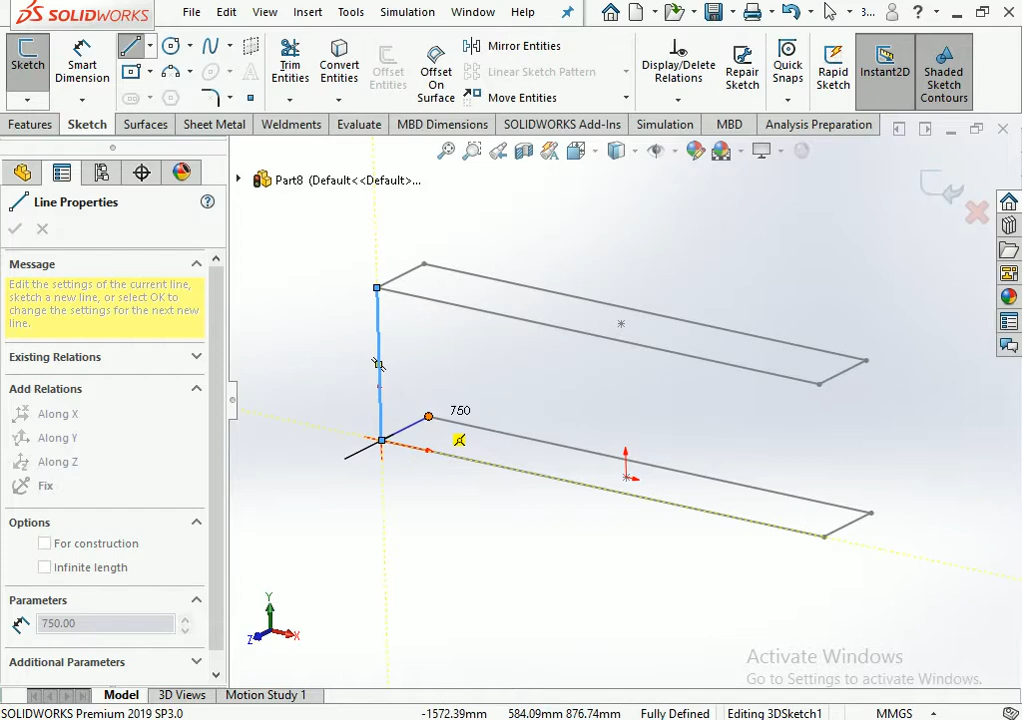 SOLIDWORKS File Edit View Insert Tools Simulation Window Help 3... ?
Sketch
Smart Dimension
Trim Entities
Convert Entities
Offset Entities
Offset On Surface
Mirror Entities
Linear Sketch Pattern
Move Entities
Display/Delete Relations
Repair Sketch
Quick Snaps
Rapid Sketch
Instant2D
Shaded Sketch Contours
Features Sketch Surfaces Sheet Metal Weldments Evaluate MBD Dimensions SOLIDWORKS Add-Ins Simulation MBD Analysis Preparation
Part8 (Default<<Default>...
Line Properties
Message
Edit the settings of the current line,
sketch a new line, or select OK to
change the settings for the next new
line.
Existing Relations
Add Relations
Along X
Along Y
Along Z
Fix
Options
For construction
Infinite length
Parameters
750.00
Additional Parameters
750
Y
Z
X
Activate Windows
Go to Settings to activate Windows.
Model 3D Views Motion Study 1
SOLIDWORKS Premium 2019 SP3.0 -1572.39mm 584.09mm 876.74mm Fully Defined Editing 3DSketch1 MMGS